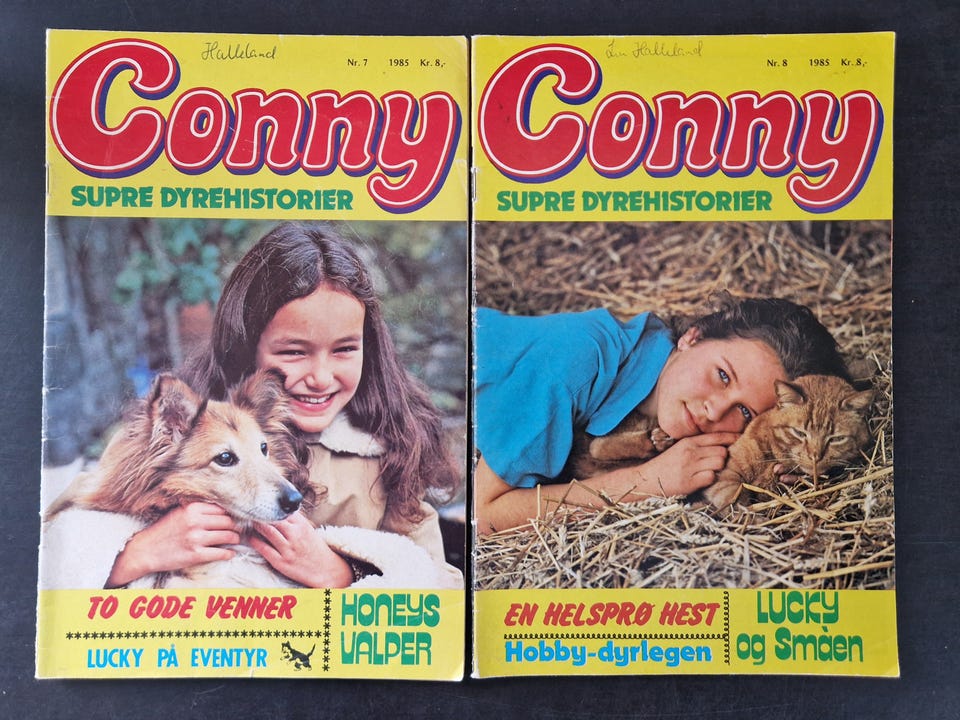 Halleland
Nr. 7 1985 Kr. 8,-
Conny
SUPRE DYREHISTORIER
TO GODE VENNER
LUCKY PÅ EVENTYR
HONEYS
VALPER
Halleland
Nr. 8 1985 Kr. 8,-
Conny
SUPRE DYREHISTORIER
EN HELSPRØ HEST
Hobby-dyrlegen
LUCKY
og Småen